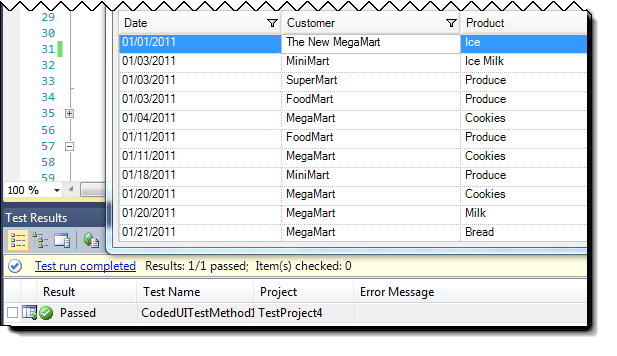 29
30
31
32
33
34
35
57
58
59
100 %
Date Customer Product
01/01/2011 The New MegaMart Ice
01/03/2011 MiniMart Ice Milk
01/03/2011 SuperMart Produce
01/03/2011 FoodMart Produce
01/04/2011 MegaMart Cookies
01/11/2011 FoodMart Produce
01/11/2011 MegaMart Cookies
01/18/2011 MiniMart Produce
01/20/2011 MegaMart Cookies
01/20/2011 MegaMart Milk
01/21/2011 MegaMart Bread
Test Results
Test run completed Results: 1/1 passed; Item(s) checked: 0
Result Test Name Project Error Message
Passed CodedUITestMethod1 TestProject4